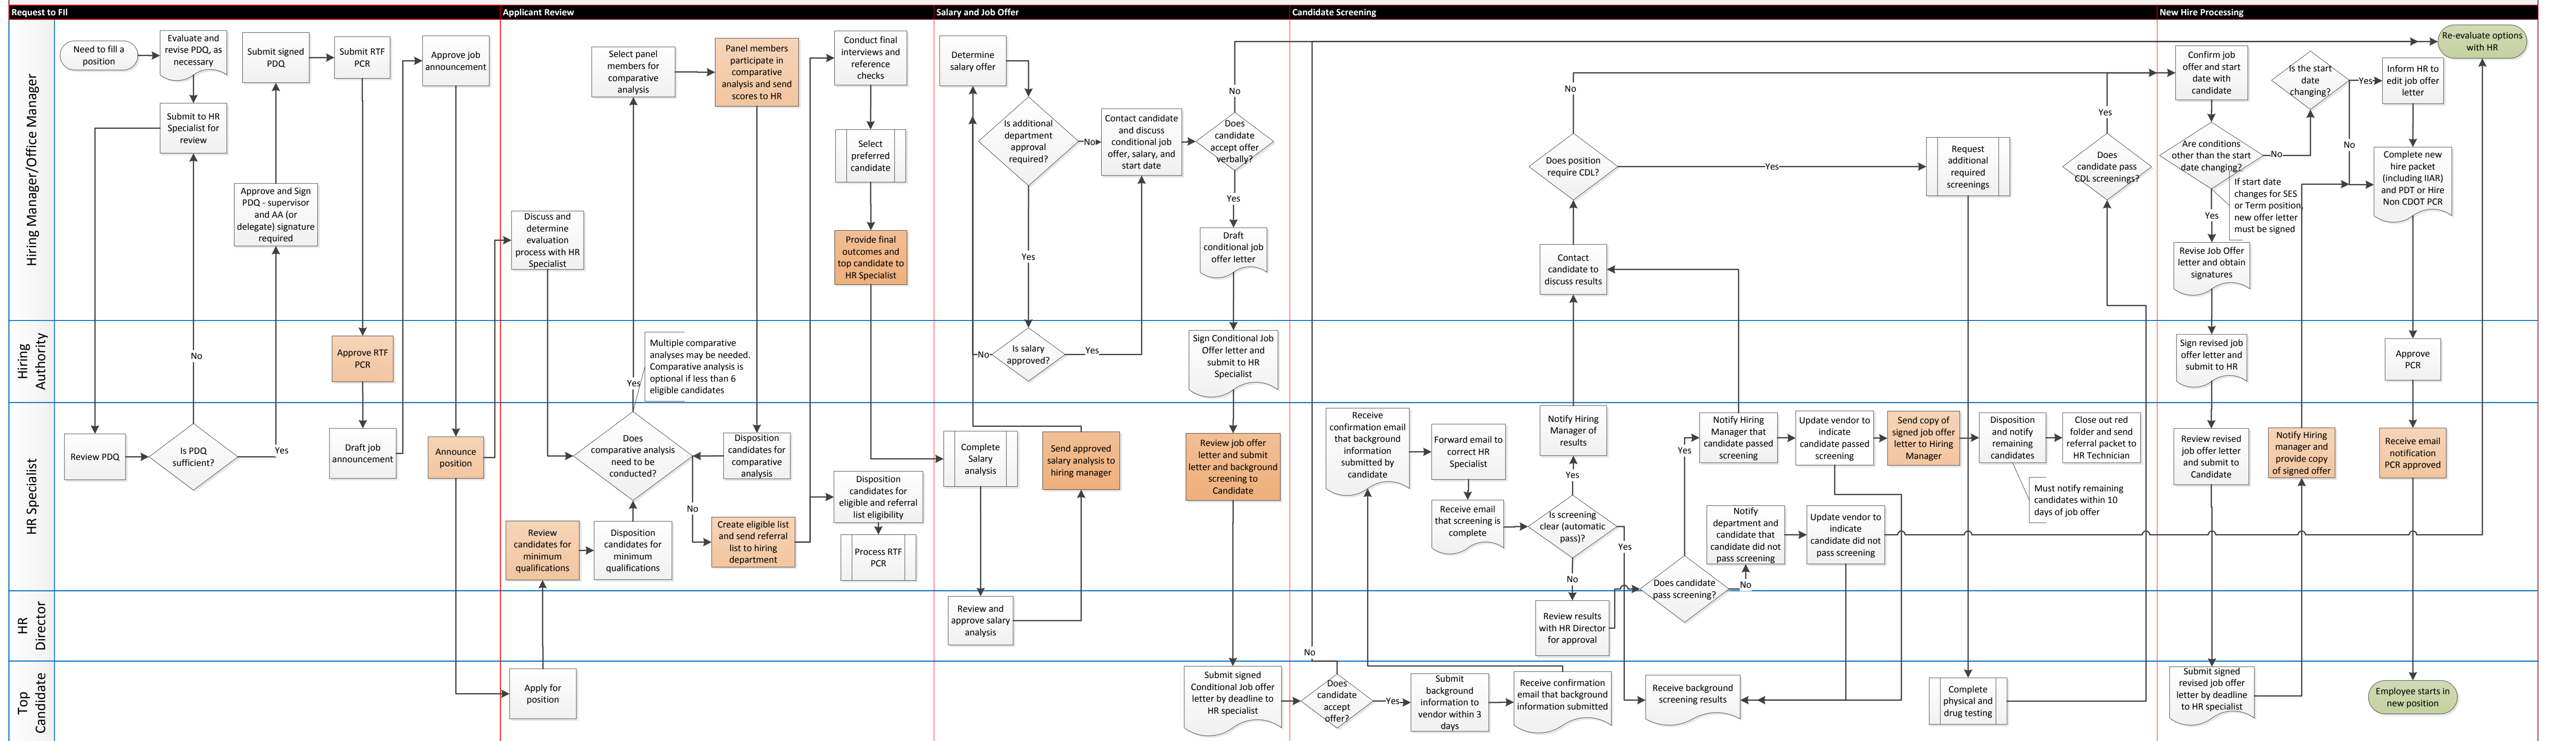 Request to FIl
Applicant Review
Salary and Job Offer
Candidate Screening
New Hire Processing
Hiring Manager/Office Manager
Need to fill a
position
Evaluate and
revise PDQ, as
necessary
Submit to HR
Specialist for
review
Submit signed
PDQ
Approve and Sign
PDQ - supervisor
and AA (or
delegate) signature
required
Submit RTF
PCR
Approve job
announcement
Discuss and
determine
evaluation
process with HR
Specialist
Select panel
members for
comparative
analysis
Panel members
participate in
comparative
analysis and send
scores to HR
Conduct final
interviews and
reference
checks
Select
preferred
candidate
Provide final
outcomes and
top candidate to
HR Specialist
Determine
salary offer
Is additional
department
approval
required?
No
Yes
Contact candidate
and discuss
conditional job
offer, salary, and
start date
Does
candidate
accept offer
verbally?
No
Yes
Draft
conditional job
offer letter
No
Does position
require CDL?
Yes
Contact
candidate to
discuss results
Request
additional
required
screenings
Yes
Does
candidate pass
CDL screenings?
Confirm job
offer and start
date with
candidate
Are conditions
other than the start
date changing?
No
Yes
If start date
changes for SES
or Term position,
new offer letter
must be signed
Revise Job Offer
letter and obtain
signatures
Is the start
date
changing?
Yes
No
Inform HR to
edit job offer
letter
Complete new
hire packet
(including IIAR)
and PDT or Hire
Non CDOT PCR
Re-evaluate options
with HR
Hiring
Authority
No
Approve RTF
PCR
Yes
Multiple comparative
analyses may be needed.
Comparative analysis is
optional if less than 6
eligible candidates
No
Is salary
approved?
Yes
Sign Conditional Job
Offer letter and
submit to HR
Specialist
Sign revised job
offer letter and
submit to HR
Approve
PCR
HR Specialist
Review PDQ
Is PDQ
sufficient?
Yes
Draft job
announcement
Announce
position
Review
candidates for
minimum
qualifications
Disposition
candidates for
minimum
qualifications
Does
comparative analysis
need to be
conducted?
No
Disposition
candidates for
comparative
analysis
Create eligible list
and send referral
list to hiring
department
Disposition
candidates for
eligible and referral
list eligibility
Process RTF
PCR
Complete
Salary
analysis
Send approved
salary analysis to
hiring manager
Review job offer
letter and submit
letter and background
screening to
Candidate
Receive
confirmation email
that background
information
submitted by
candidate
Forward email to
correct HR
Specialist
Receive email
that screening is
complete
Notify Hiring
Manager of
results
Yes
Is screening
clear (automatic
pass)?
Yes
No
Notify Hiring
Manager that
candidate passed
screening
Yes
Update vendor to
indicate
candidate passed
screening
Send copy of
signed job offer
letter to Hiring
Manager
Disposition
and notify
remaining
candidates
Close out red
folder and send
referral packet to
HR Technician
Must notify remaining
candidates within 10
days of job offer
Notify
department and
candidate that
candidate did not
pass screening
Update vendor to
indicate
candidate did not
pass screening
No
Does candidate
pass screening?
Review revised
job offer letter
and submit to
Candidate
Notify Hiring
manager and
provide copy
of signed offer
Receive email
notification
PCR approved
HR
Director
Review and
approve salary
analysis
Review results
with HR Director
for approval
Top
Candidate
Apply for
position
Submit signed
Conditional Job offer
letter by deadline to
HR specialist
No
Does
candidate
accept
offer?
Yes
Submit
background
information to
vendor within 3
days
Receive confirmation
email that background
information submitted
Receive background
screening results
Complete
physical and
drug testing
Submit signed
revised job offer
letter by deadline
to HR specialist
Employee starts in
new position